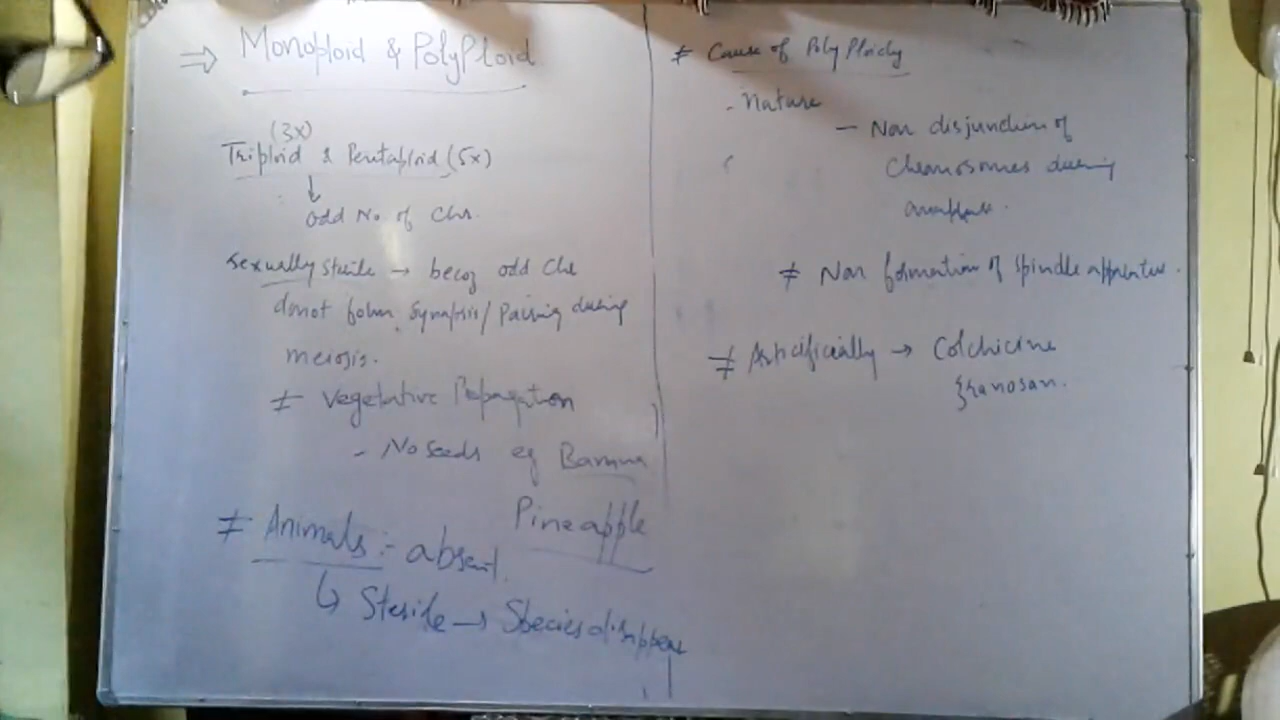 ⇒ Monoploid & PolyPloid
(3x)
Triploid & Pentaploid (5x)
↓
odd No of Chr.
Sexually Sterile → becoz odd Chr
donot form Synapsis/Pairing during
meiosis.
≠ Vegetative Propagation
- No Seeds eg Banana
Pineapple
≠ Animals :- absent.
↳ Sterile → Species disappear
≠ Cause of PolyPloidy
- Nature
- Non disjunction of
Chromosomes during
anaphase.
≠ Non formation of Spindle apparatus.
≠ Artificially → Colchicine
granosan.